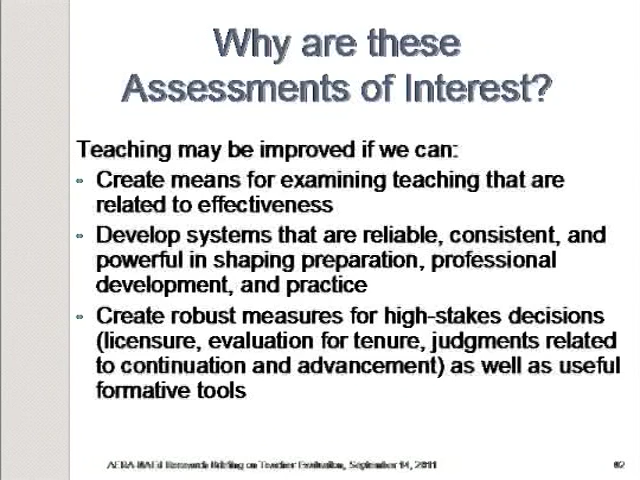 Why are these
Assessments of Interest?
Teaching may be improved if we can:
Create means for examining teaching that are
related to effectiveness
Develop systems that are reliable, consistent, and
powerful in shaping preparation, professional
development, and practice
Create robust measures for high-stakes decisions
(licensure, evaluation for tenure, judgments related
to continuation and advancement) as well as useful
formative tools
Research Briefing on Teacher Evaluation, September 14, 2011
62